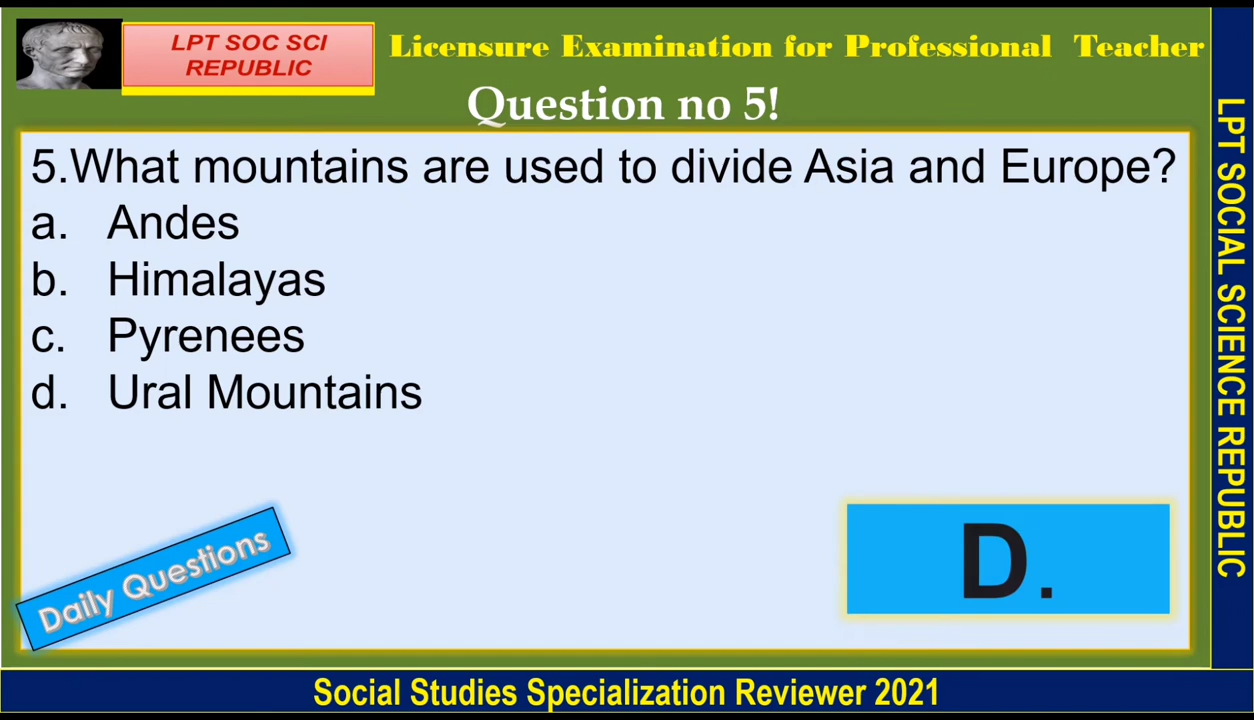 LPT SOC SCI
REPUBLIC
Licensure Examination for Professional Teacher
Question no 5!
5.What mountains are used to divide Asia and Europe?
a. Andes
b. Himalayas
c. Pyrenees
d. Ural Mountains
Daily Questions
D.
LPT SOCIAL SCIENCE REPUBLIC
Social Studies Specialization Reviewer 2021